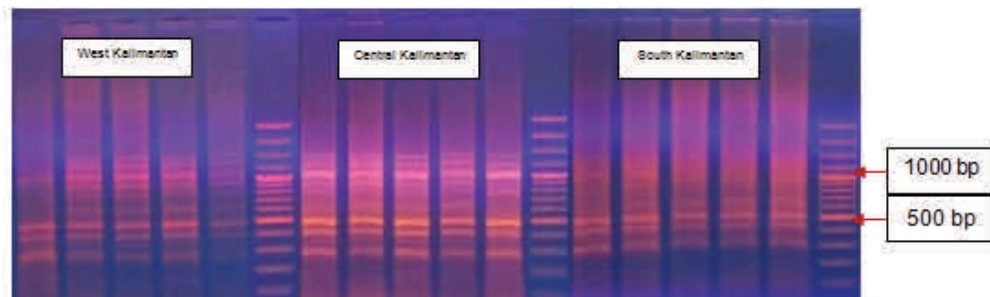 West Kalimantan
Central Kalimantan
South Kalimantan
1000 bp
500 bp